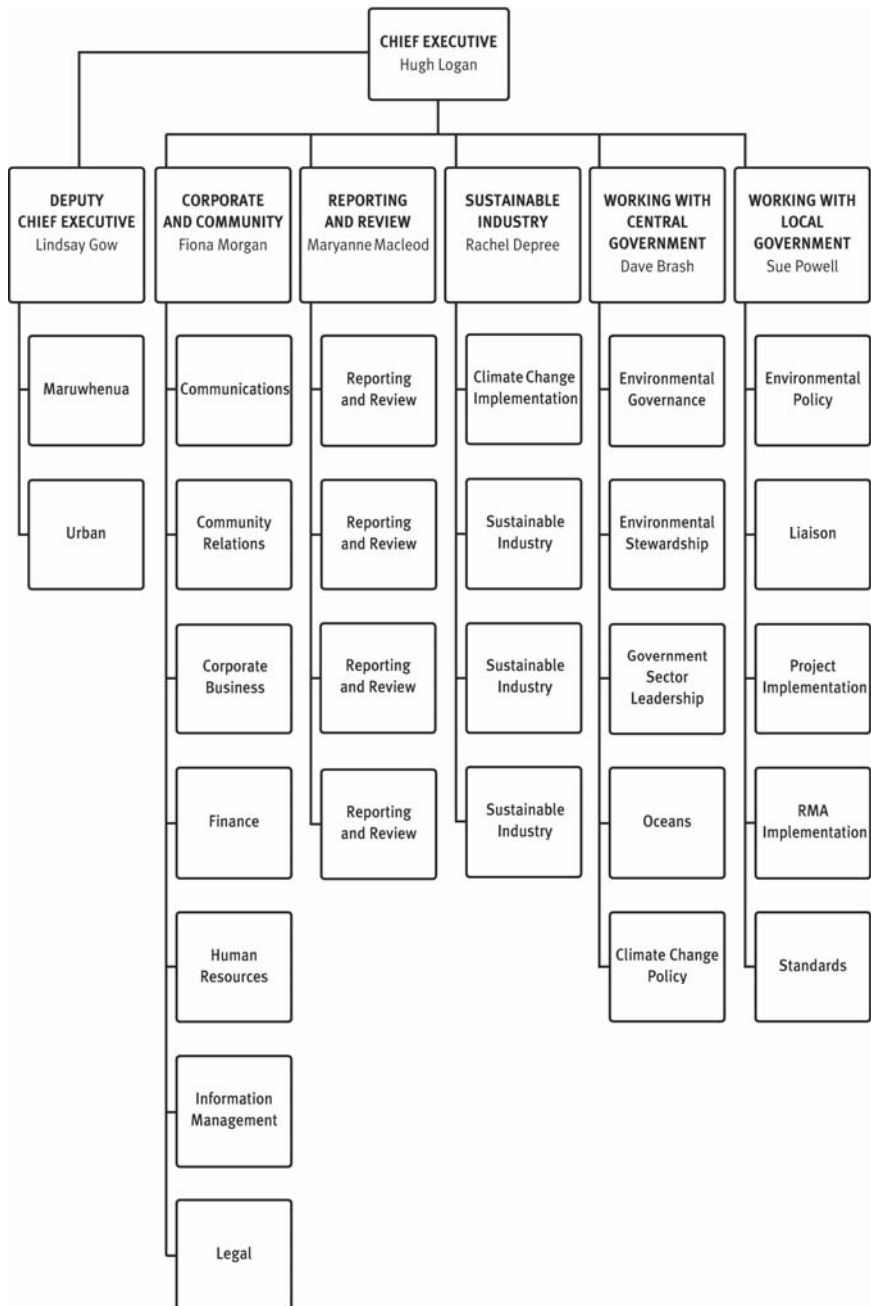 CHIEF EXECUTIVE
Hugh Logan
DEPUTY
CHIEF EXECUTIVE
Lindsay Gow
CORPORATE
AND COMMUNITY
Fiona Morgan
REPORTING
AND REVIEW
Maryanne Macleod
SUSTAINABLE
INDUSTRY
Rachel Depree
WORKING WITH
CENTRAL
GOVERNMENT
Dave Brash
WORKING WITH
LOCAL
GOVERNMENT
Sue Powell
Maruwhenua
Urban
Communications
Community
Relations
Corporate
Business
Finance
Human
Resources
Information
Management
Legal
Reporting
and Review
Reporting
and Review
Reporting
and Review
Reporting
and Review
Climate Change
Implementation
Sustainable
Industry
Sustainable
Industry
Sustainable
Industry
Environmental
Governance
Environmental
Stewardship
Government
Sector
Leadership
Oceans
Climate Change
Policy
Environmental
Policy
Liaison
Project
Implementation
RMA
Implementation
Standards